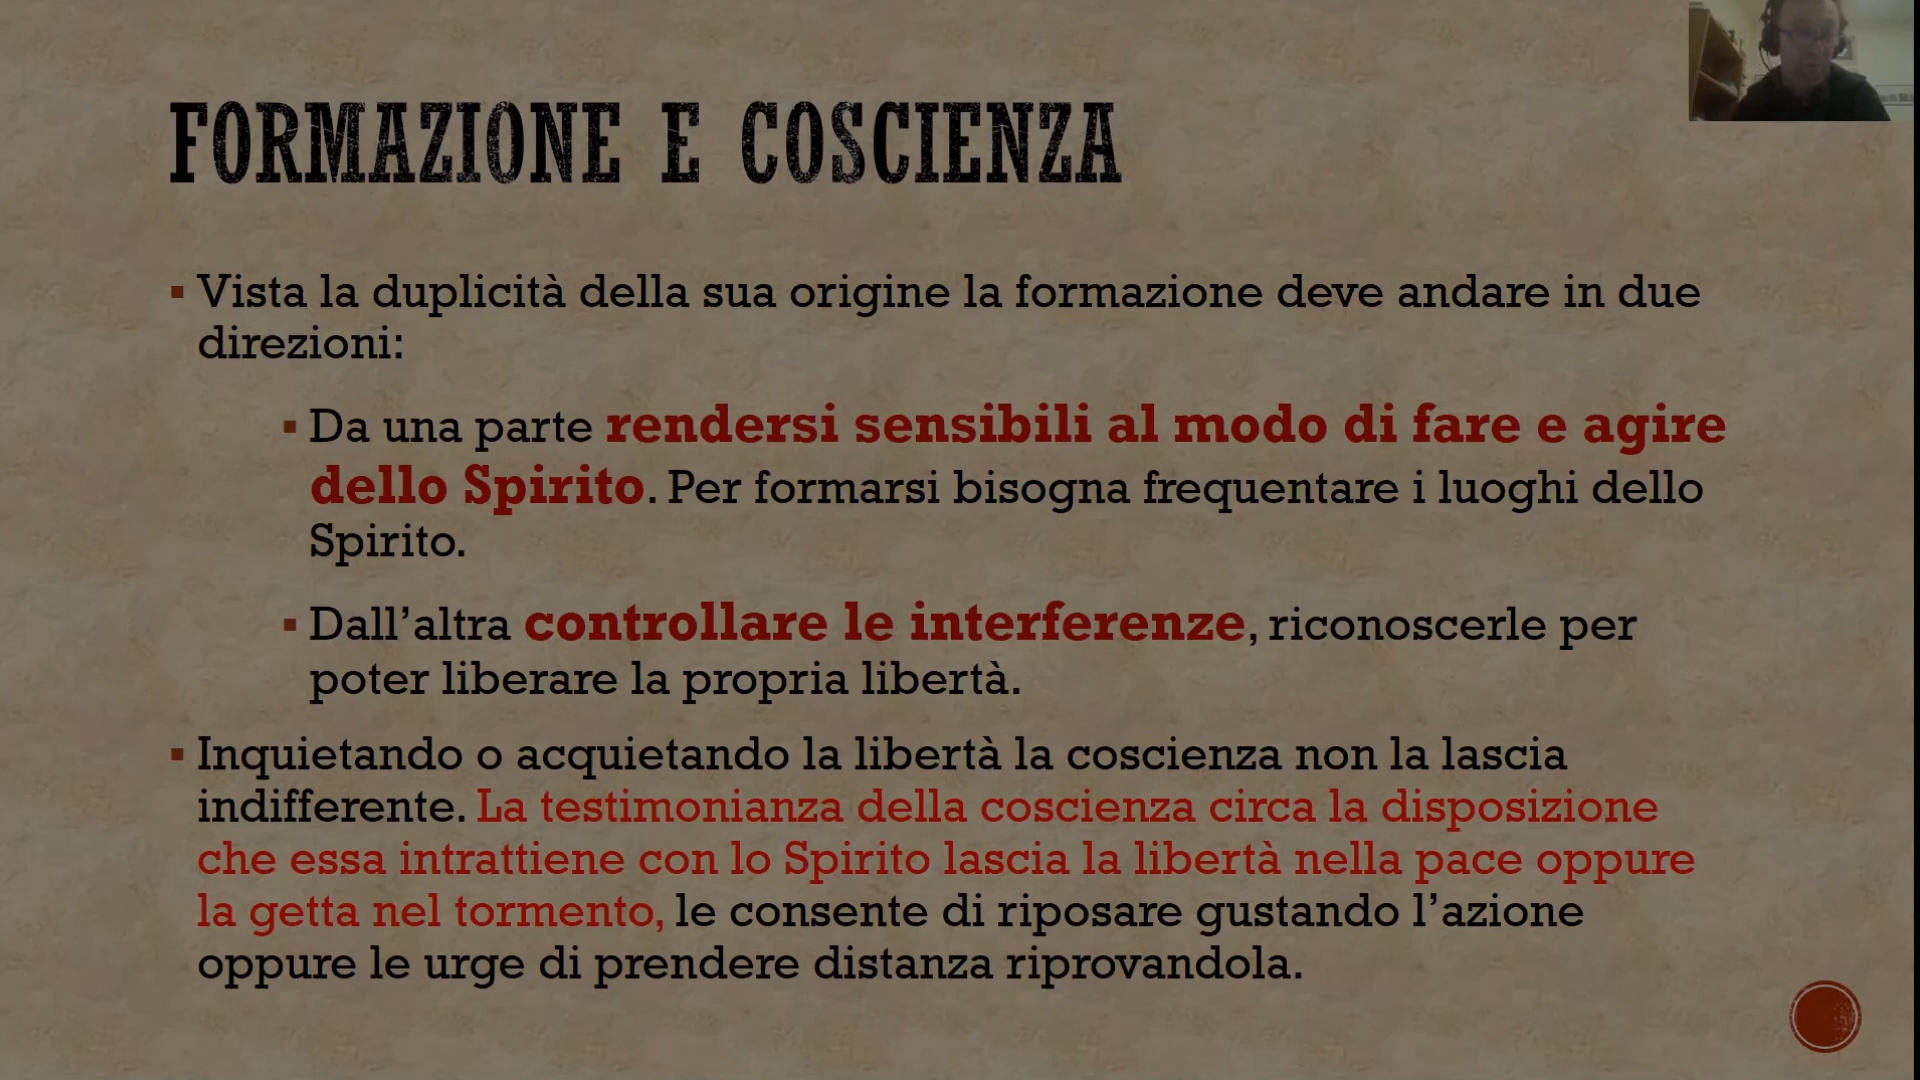 FORMAZIONE E COSCIENZA
Vista la duplicità della sua origine la formazione deve andare in due
direzioni:
Da una parte rendersi sensibili al modo di fare e agire
dello Spirito. Per formarsi bisogna frequentare i luoghi dello
Spirito.
Dall’altra controllare le interferenze, riconoscerle per
poter liberare la propria libertà.
Inquietando o acquietando la libertà la coscienza non la lascia
indifferente. La testimonianza della coscienza circa la disposizione
che essa intrattiene con lo Spirito lascia la libertà nella pace oppure
la getta nel tormento, le consente di riposare gustando l’azione
oppure le urge di prendere distanza riprovandola.